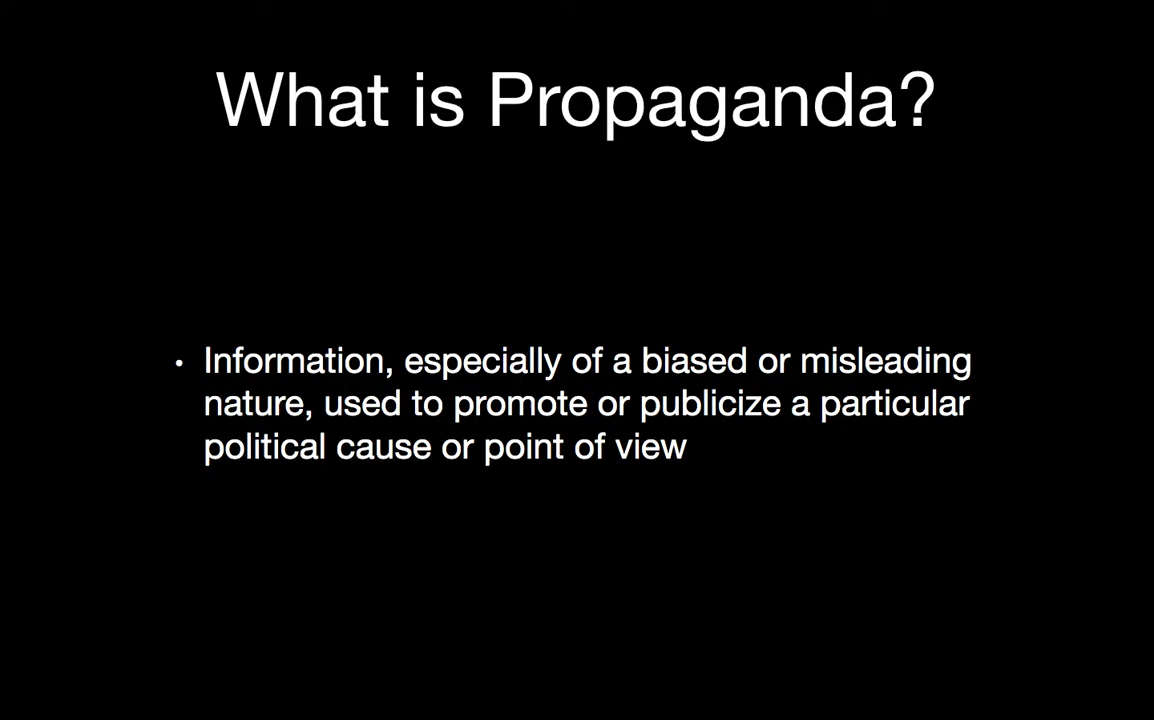 What is Propaganda?
• Information, especially of a biased or misleading
nature, used to promote or publicize a particular
political cause or point of view